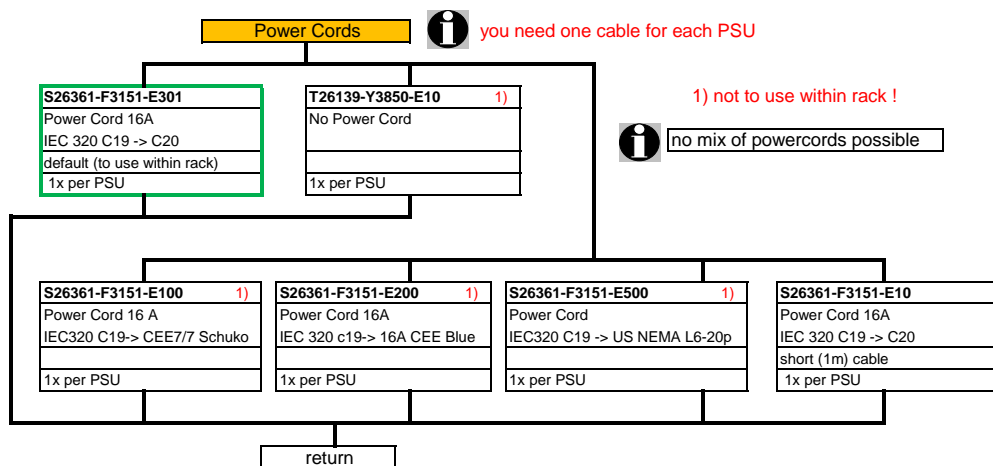 Power Cords
you need one cable for each PSU
S26361-F3151-E301
Power Cord 16A
IEC 320 C19 -> C20
default (to use within rack)
1x per PSU
T26139-Y3850-E10 1)
No Power Cord
1x per PSU
1) not to use within rack !
no mix of powercords possible
S26361-F3151-E100 1)
Power Cord 16 A
IEC320 C19-> CEE7/7 Schuko
1x per PSU
S26361-F3151-E200 1)
Power Cord 16A
IEC 320 c19-> 16A CEE Blue
1x per PSU
S26361-F3151-E500 1)
Power Cord
IEC320 C19 -> US NEMA L6-20p
1x per PSU
S26361-F3151-E10
Power Cord 16A
IEC 320 C19 -> C20
short (1m) cable
1x per PSU
return